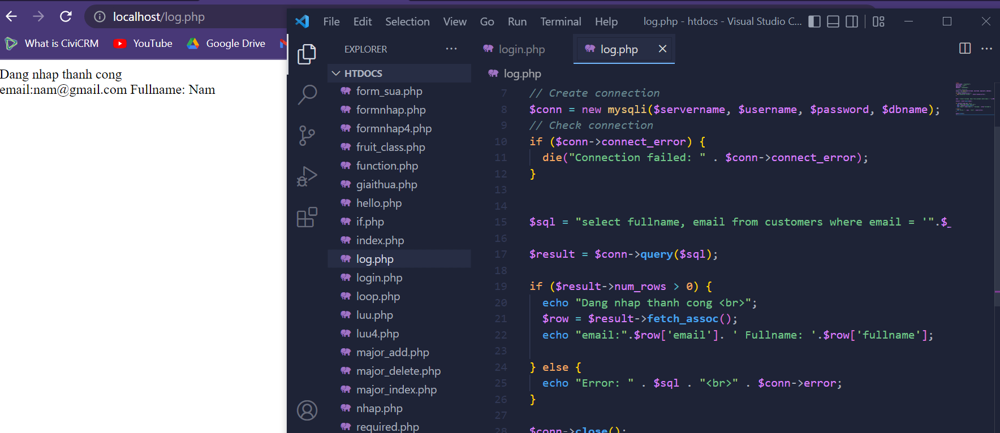 localhost/log.php
What is CiviCRM
YouTube
Google Drive
Dang nhap thanh cong
email:nam@gmail.com Fullname: Nam
File Edit Selection View Go Run Terminal Help
log.php - htdocs - Visual Studio C...
EXPLORER
HTDOCS
form_sua.php
formnhap.php
formnhap4.php
fruit_class.php
function.php
giaithua.php
hello.php
if.php
index.php
log.php
login.php
loop.php
luu.php
luu4.php
major_add.php
major_delete.php
major_index.php
nhap.php
required.php
login.php
log.php
log.php
7 // Create connection
8 $conn = new mysqli($servername, $username, $password, $dbname);
9 // Check connection
10 if ($conn->connect_error) {
11 die("Connection failed: " . $conn->connect_error);
12 }
13
14
15 $sql = "select fullname, email from customers where email = '".$_
16
17 $result = $conn->query($sql);
18
19 if ($result->num_rows > 0) {
20 echo "Dang nhap thanh cong <br>";
21 $row = $result->fetch_assoc();
22 echo "email:".$row['email']. ' Fullname: '.$row['fullname'];
23
24 } else {
25 echo "Error: " . $sql . "<br>" . $conn->error;
26 }
27
28 $conn->close();